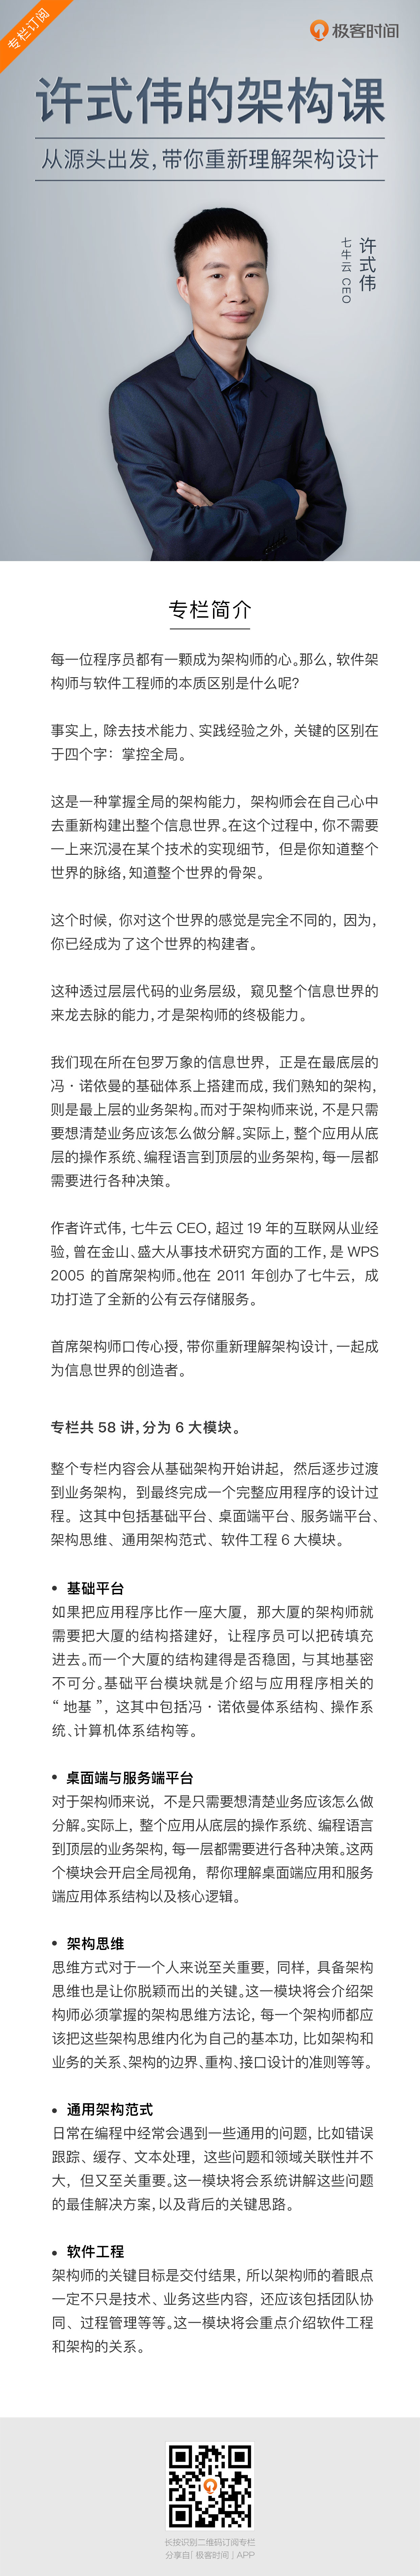 专栏订阅
极客时间
许式伟的架构课
从源头出发,带你重新理解架构设计
许式伟
七牛云 CEO
专栏简介
每一位程序员都有一颗成为架构师的心。那么, 软件架
构师与软件工程师的本质区别是什么呢?
事实上, 除去技术能力、实践经验之外, 关键的区别在
于四个字: 掌控全局。
这是一种掌握全局的架构能力, 架构师会在自己心中
去重新构建出整个信息世界。在这个过程中, 你不需要
一上来沉浸在某个技术的实现细节, 但是你知道整个
世界的脉络,知道整个世界的骨架。
这个时候, 你对这个世界的感觉是完全不同的, 因为,
你已经成为了这个世界的构建者。
这种透过层层代码的业务层级, 窥见整个信息世界的
来龙去脉的能力,才是架构师的终极能力。
我们现在所在包罗万象的信息世界, 正是在最底层的
冯·诺依曼的基础体系上搭建而成, 我们熟知的架构,
则是最上层的业务架构。而对于架构师来说, 不是只需
要想清楚业务应该怎么做分解。实际上, 整个应用从底
层的操作系统、编程语言到顶层的业务架构, 每一层都
需要进行各种决策。
作者许式伟, 七牛云 CEO, 超过 19 年的互联网从业经
验, 曾在金山、盛大从事技术研究方面的工作, 是 WPS
2005 的首席架构师。他在 2011 年创办了七牛云, 成
功打造了全新的公有云存储服务。
首席架构师口传心授, 带你重新理解架构设计, 一起成
为信息世界的创造者。
专栏共 58 讲, 分为 6 大模块。
整个专栏内容会从基础架构开始讲起, 然后逐步过渡
到业务架构, 到最终完成一个完整应用程序的设计过
程。 这其中包括基础平台、桌面端平台、服务端平台、
架构思维、通用架构范式、软件工程 6 大模块。
• 基础平台
如果把应用程序比作一座大厦, 那大厦的架构师就
需要把大厦的结构搭建好, 让程序员可以把砖填充
进去。而一个大厦的结构建得是否稳固, 与其地基密
不可分。基础平台模块就是介绍与应用程序相关的
“ 地基 ”, 这其中包括冯·诺依曼体系结构、操作系
统、计算机体系结构等。
• 桌面端与服务端平台
对于架构师来说, 不是只需要想清楚业务应该怎么做
分解。实际上, 整个应用从底层的操作系统、编程语言
到顶层的业务架构, 每一层都需要进行各种决策。这两
个模块会开启全局视角, 帮你理解桌面端应用和服务
端应用体系结构以及核心逻辑。
• 架构思维
思维方式对于一个人来说至关重要, 同样, 具备架构
思维也是让你脱颖而出的关键。这一模块将会介绍架
构师必须掌握的架构思维方法论, 每一个架构师都应
该把这些架构思维内化为自己的基本功, 比如架构和
业务的关系、架构的边界、重构、接口设计的准则等等。
• 通用架构范式
日常在编程中经常会遇到一些通用的问题, 比如错误
跟踪、缓存、文本处理, 这些问题和领域关联性并不
大, 但又至关重要。这一模块将会系统讲解这些问题
的最佳解决方案, 以及背后的关键思路。
• 软件工程
架构师的关键目标是交付结果, 所以架构师的着眼点
一定不只是技术、业务这些内容, 还应该包括团队协
同、过程管理等等。这一模块将会重点介绍软件工程
和架构的关系。
长按识别二维码订阅专栏
分享自「 极客时间 」APP